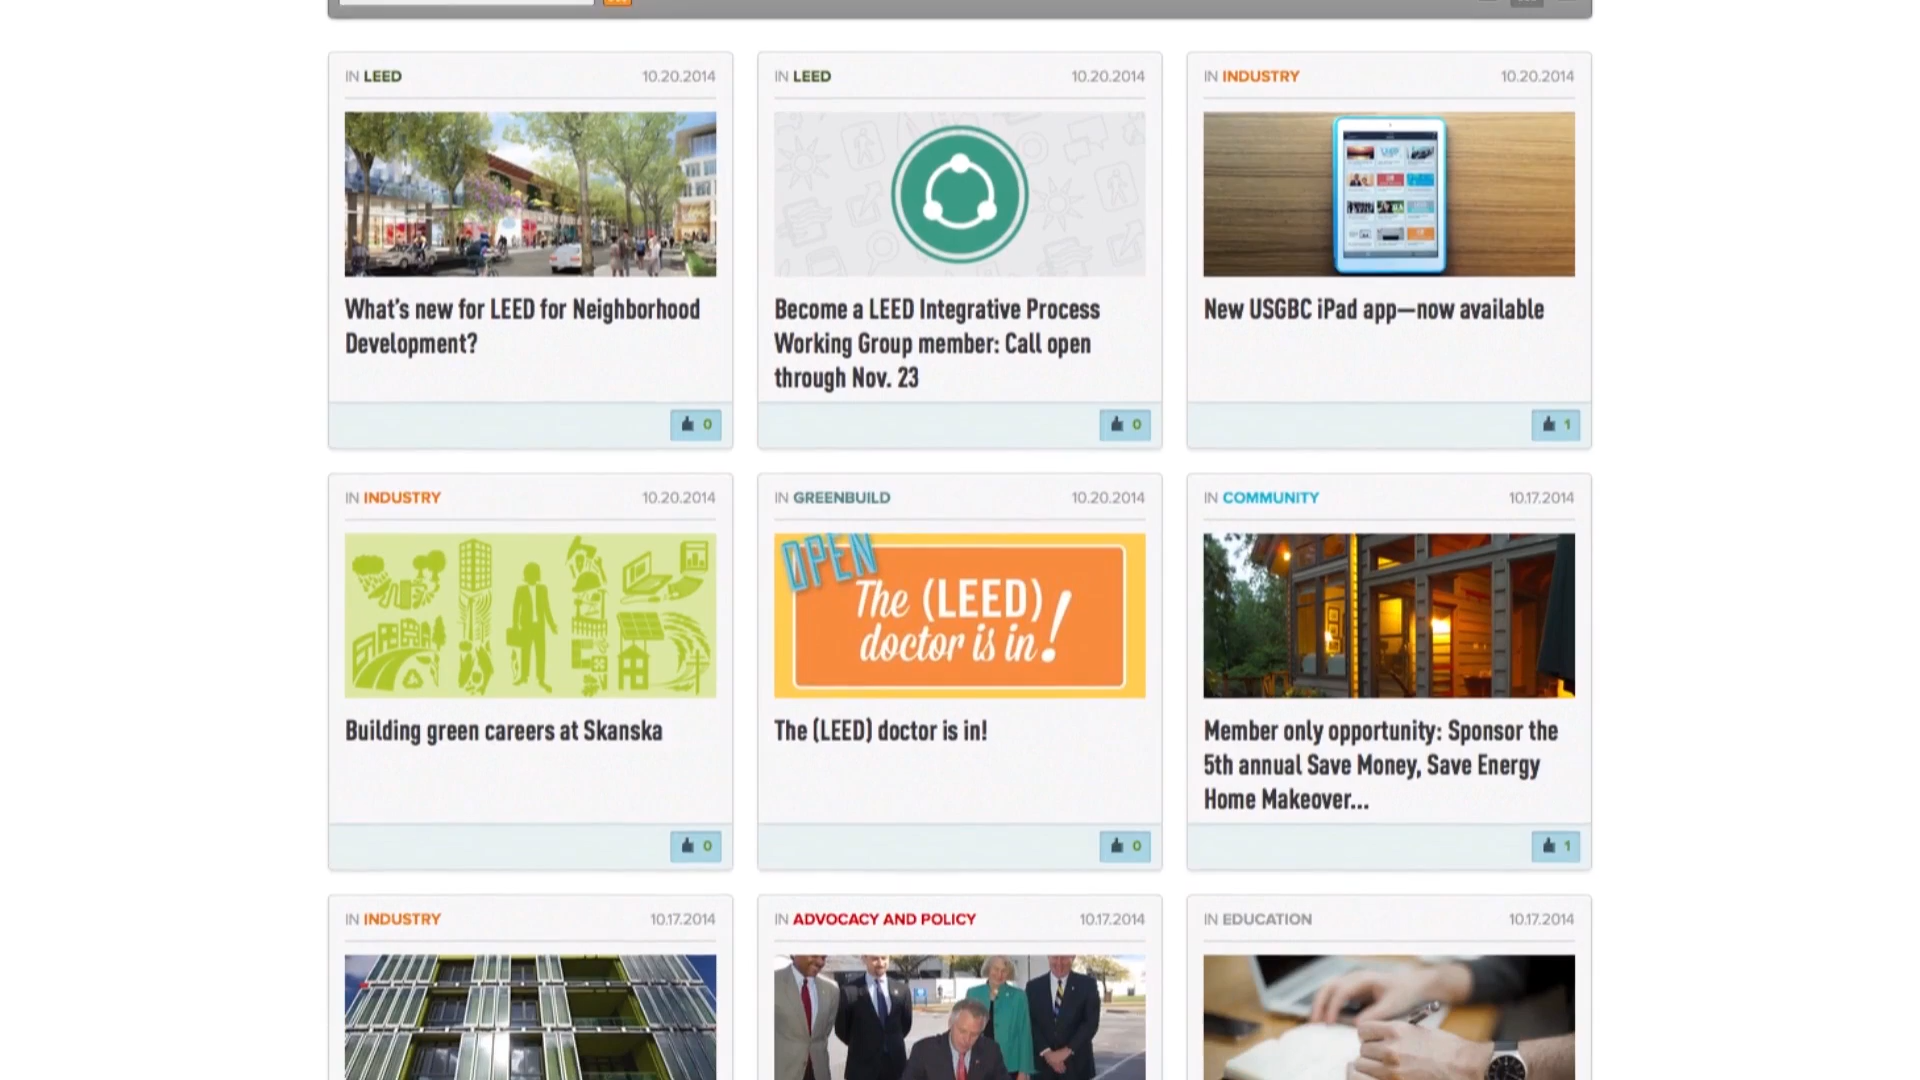 IN LEED 10.20.2014
What's new for LEED for Neighborhood
Development?
0
IN LEED 10.20.2014
Become a LEED Integrative Process
Working Group member: Call open
through Nov. 23
0
IN INDUSTRY 10.20.2014
New USGBC iPad app—now available
1
IN INDUSTRY 10.20.2014
Building green careers at Skanska
0
IN GREENBUILD 10.20.2014
OPEN
The (LEED)
doctor is in!
The (LEED) doctor is in!
0
IN COMMUNITY 10.17.2014
Member only opportunity: Sponsor the
5th annual Save Money, Save Energy
Home Makeover...
1
IN INDUSTRY 10.17.2014
IN ADVOCACY AND POLICY 10.17.2014
IN EDUCATION 10.17.2014